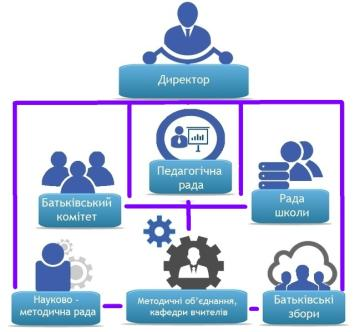 Директор
Педагогічна
рада
Батьківський
комітет
Рада
школи
Науково -
методична рада
Методичні об'єднання,
кафедри вчителів
Батьківські
збори